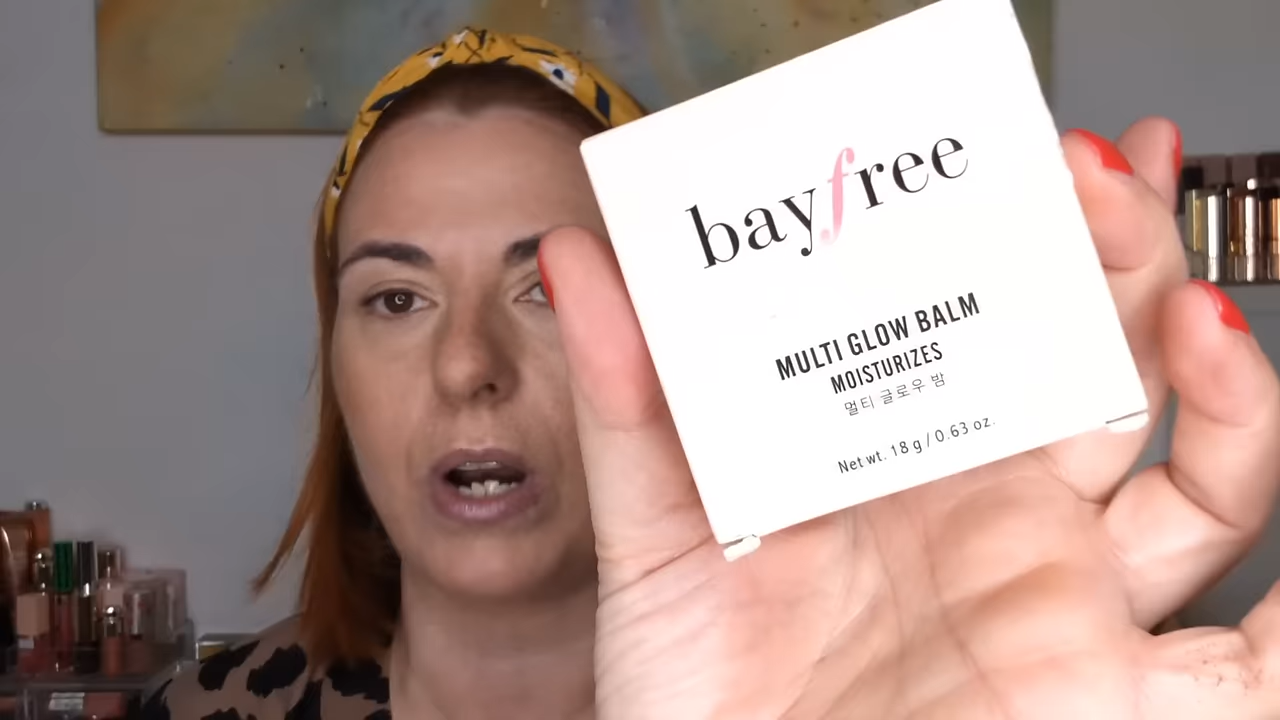 bayfree
MULTI GLOW BALM
MOISTURIZES
멀티 글로우 밤
Net wt. 18 g / 0.63 oz.